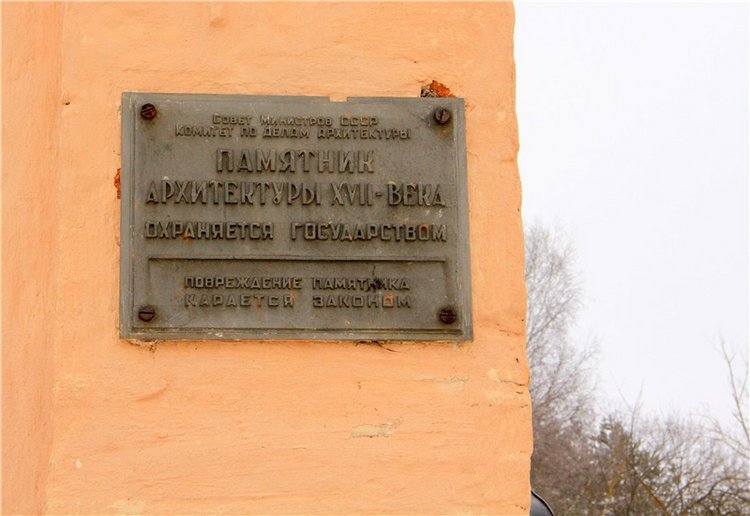 Совет Министров СССР
КОМИТЕТ ПО ДЕЛАМ АРХИТЕКТУРЫ
ПАМЯТНИК
АРХИТЕКТУРЫ XVII-ВЕКА
ОХРАНЯЕТСЯ ГОСУДАРСТВОМ
ПОВРЕЖДЕНИЕ ПАМЯТНИКА
КАРАЕТСЯ ЗАКОНОМ